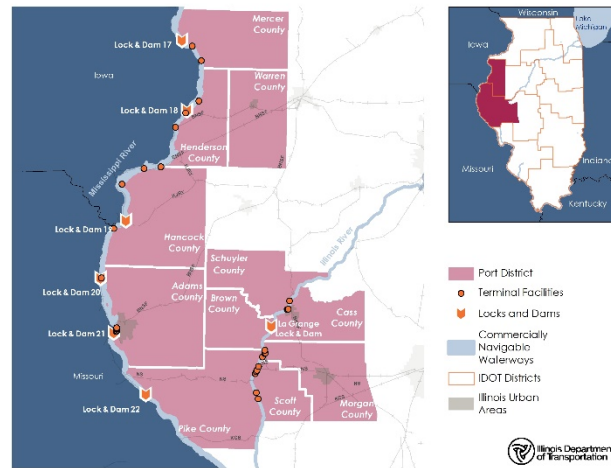 Mercer
County
Lock & Dam 17
Iowa
Warren
County
Lock & Dam 18
Henderson
County
Mississippi River
Lock & Dam 19
Hancock
County
Illinois River
Schuyler
County
Lock & Dam 20
Adams
County
Brown
County
Cass
County
La Grange
Lock & Dam
Lock & Dam 21
Missouri
Lock & Dam 22
Scott
County
Morgan
County
Pike County
Wisconsin
Lake
Michigan
Iowa
Indiana
Missouri
Kentucky
Port District
Terminal Facilities
Locks and Dams
Commercially
Navigable
Waterways
IDOT Districts
Illinois Urban
Areas
Illinois Department
of Transportation